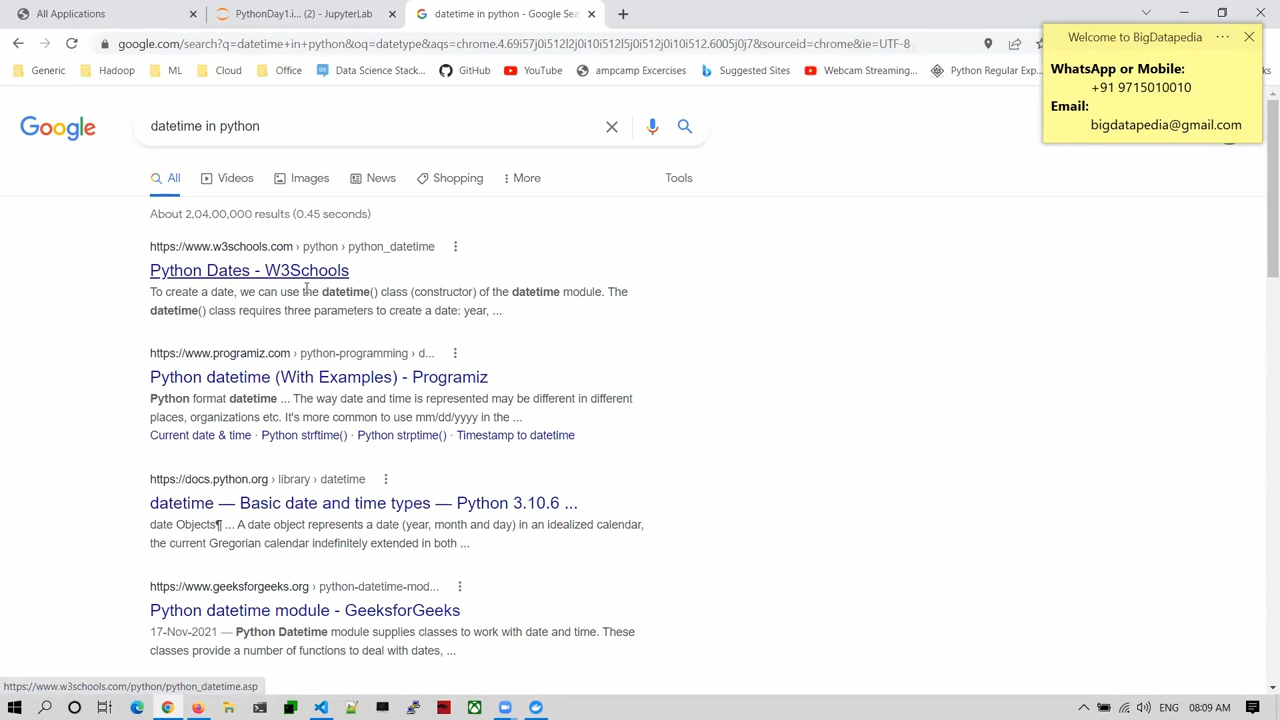 All Applications
PythonDay1.i... (2) - JupyterLab
datetime in python - Google Sea
Welcome to BigDatapedia
google.com/search?q=datetime+in+python&oq=datetype&aqs=chrome.4.69i57j0i512l2j0i10i512l5j0i512j0i10i512.6005j0j7&sourceid=chrome&ie=UTF-8
Generic
Hadoop
ML
Cloud
Office
Data Science Stack...
GitHub
YouTube
ampcamp Excercises
Suggested Sites
Webcam Streaming...
Python Regular Exp...
WhatsApp or Mobile:
+91 9715010010
Email:
bigdatapedia@gmail.com
Google
datetime in python
All
Videos
Images
News
Shopping
More
Tools
About 2,04,00,000 results (0.45 seconds)
https://www.w3schools.com › python › python_datetime
Python Dates - W3Schools
To create a date, we can use the datetime() class (constructor) of the datetime module. The
datetime() class requires three parameters to create a date: year, ...
https://www.programiz.com › python-programming › d...
Python datetime (With Examples) - Programiz
Python format datetime ... The way date and time is represented may be different in different
places, organizations etc. It's more common to use mm/dd/yyyy in the ...
Current date & time · Python strftime() · Python strptime() · Timestamp to datetime
https://docs.python.org › library › datetime
datetime — Basic date and time types — Python 3.10.6 ...
date Objects¶ ... A date object represents a date (year, month and day) in an idealized calendar,
the current Gregorian calendar indefinitely extended in both ...
https://www.geeksforgeeks.org › python-datetime-mod...
Python datetime module - GeeksforGeeks
17-Nov-2021 — Python Datetime module supplies classes to work with date and time. These
classes provide a number of functions to deal with dates, ...
https://www.w3schools.com/python/python_datetime.asp
ENG
08:09 AM